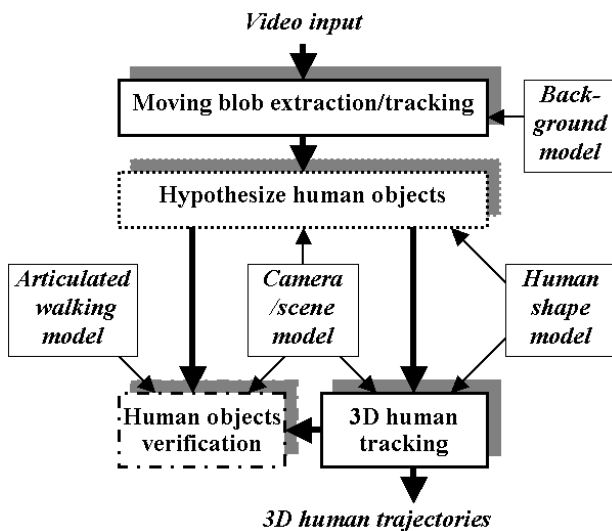 Video input
Moving blob extraction/tracking
Back-
ground
model
Hypothesize human objects
Articulated
walking
model
Camera
/scene
model
Human
shape
model
Human objects
verification
3D human
tracking
3D human trajectories